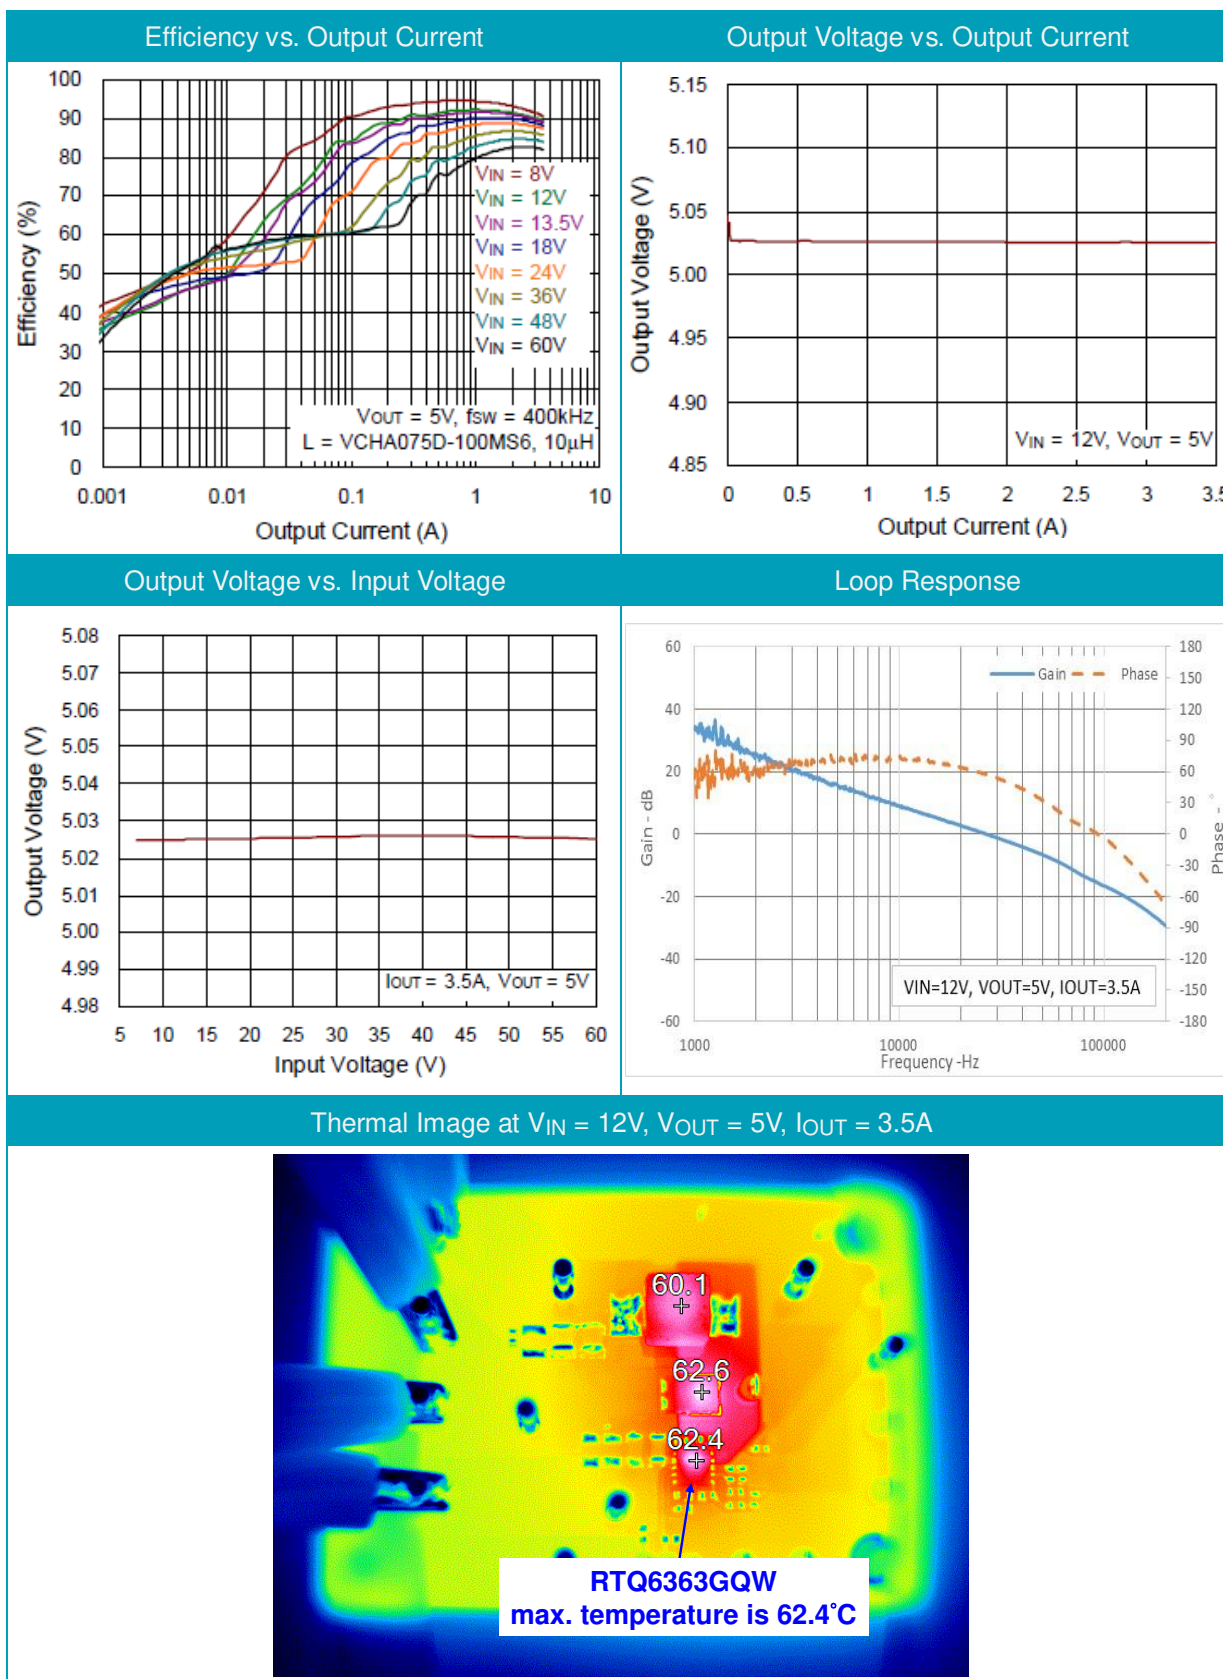 Efficiency vs. Output Current
100
90
80
70
60
50
40
30
20
10
0
Efficiency (%)
VIN = 8V
VIN = 12V
VIN = 13.5V
VIN = 18V
VIN = 24V
VIN = 36V
VIN = 48V
VIN = 60V
VOUT = 5V, fsw = 400kHz
L = VCHA075D-100MS6, 10μH
0.001 0.01 0.1 1 10
Output Current (A)
Output Voltage vs. Output Current
5.15
5.10
5.05
5.00
4.95
4.90
4.85
Output Voltage (V)
VIN = 12V, VOUT = 5V
0 0.5 1 1.5 2 2.5 3 3.5
Output Current (A)
Output Voltage vs. Input Voltage
5.08
5.07
5.06
5.05
5.04
5.03
5.02
5.01
5.00
4.99
4.98
Output Voltage (V)
IOUT = 3.5A, VOUT = 5V
5 10 15 20 25 30 35 40 45 50 55 60
Input Voltage (V)
Loop Response
60
40
20
0
-20
-40
-60
Gain - dB
Gain Phase
180
150
120
90
60
30
0
-30
-60
-90
-120
-150
-180
Phase - °
VIN=12V, VOUT=5V, IOUT=3.5A
1000 10000 100000
Frequency -Hz
Thermal Image at VIN = 12V, VOUT = 5V, IOUT = 3.5A
60.1
62.6
62.4
RTQ6363GQW
max. temperature is 62.4°C